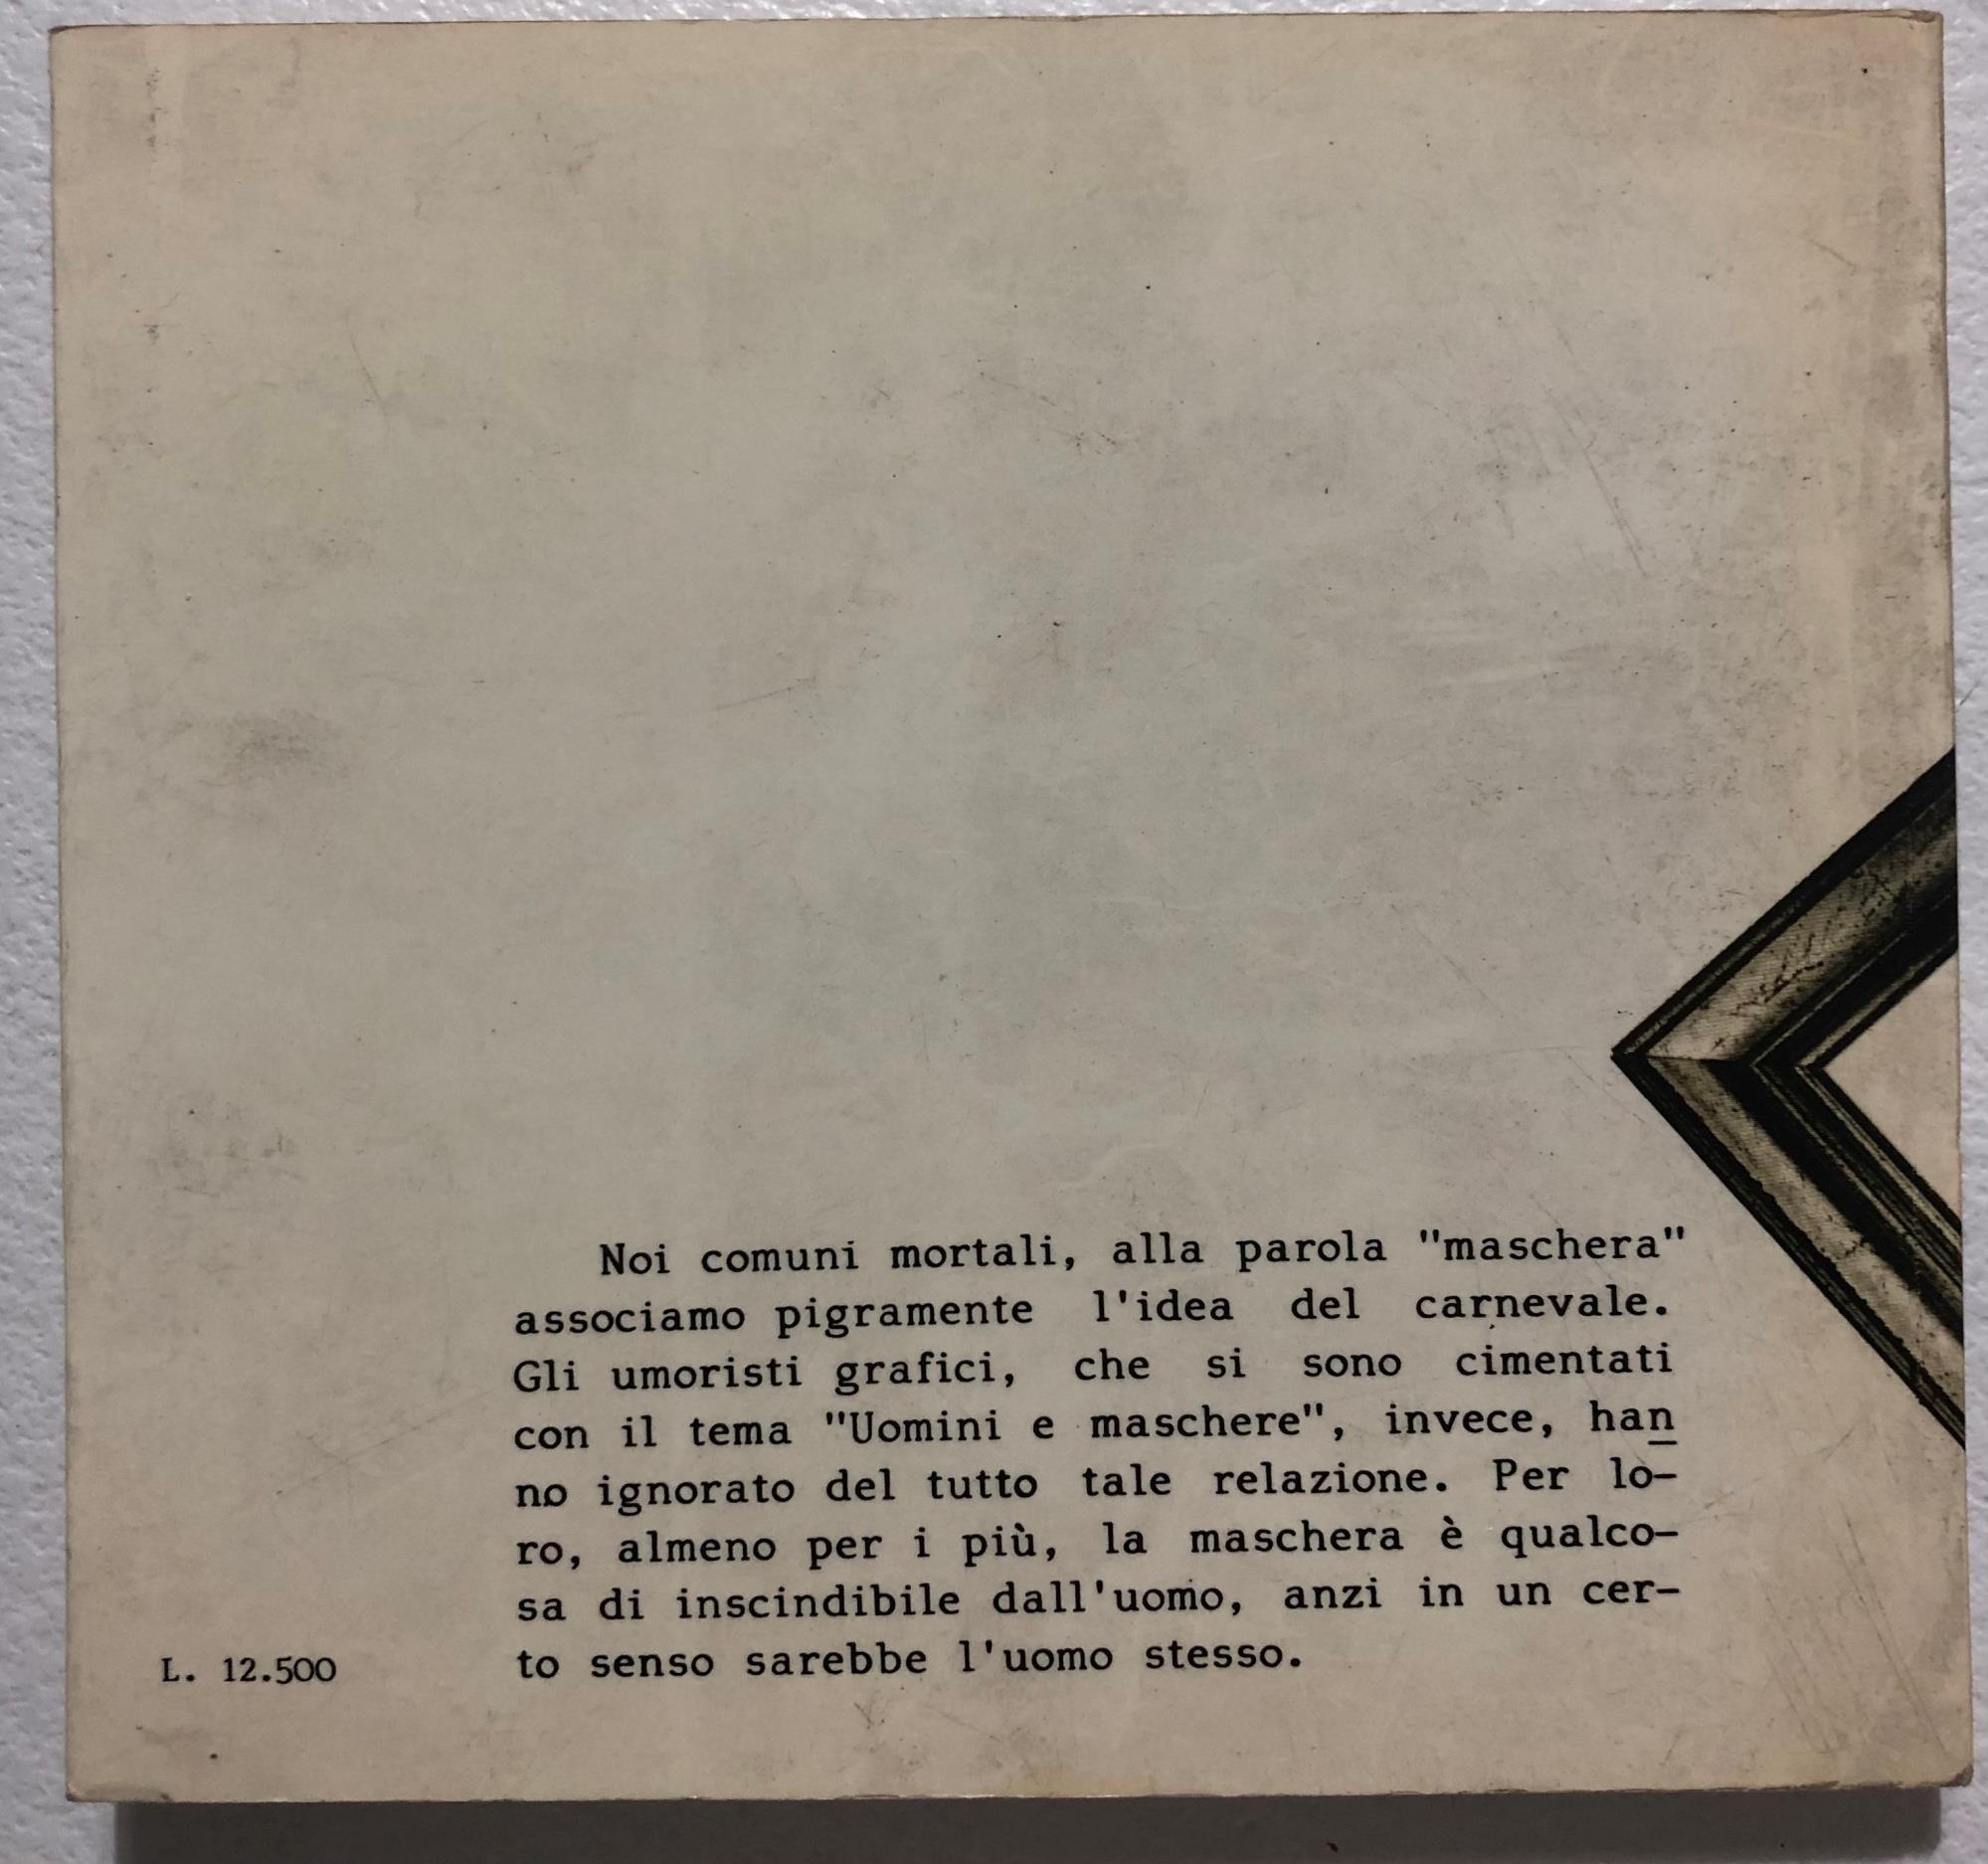 Noi comuni mortali, alla parola "maschera"
associamo pigramente l'idea del carnevale.
Gli umoristi grafici, che si sono cimentati
con il tema "Uomini e maschere", invece, han
no ignorato del tutto tale relazione. Per lo-
ro, almeno per i più, la maschera è qualco-
sa di inscindibile dall'uomo, anzi in un cer-
to senso sarebbe l'uomo stesso.
L. 12.500